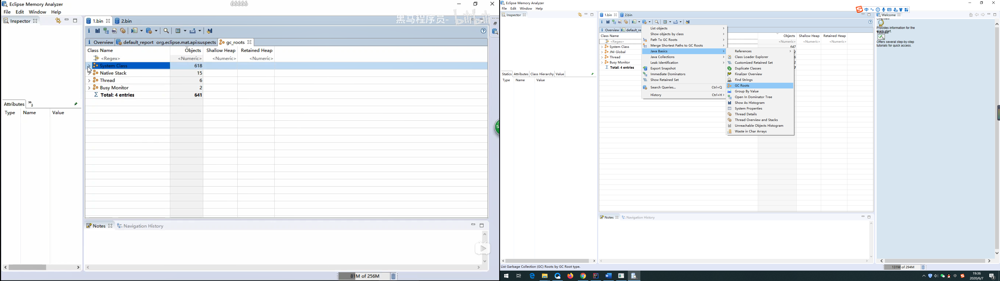 Eclipse Memory Analyzer
66666
File Edit Window Help
黑马程序员- bilibili
Inspector
1.bin 2.bin
Overview default_report org.eclipse.mat.api:suspects gc_roots
Class Name Objects Shallow Heap Retained Heap
<Regex> <Numeric> <Numeric> <Numeric>
System Class 618
Native Stack 15
Thread 6
Busy Monitor 2
Σ Total: 4 entries 641
Attributes 3
Type Name Value
Notes Navigation History
81M of 256M
Eclipse Memory Analyzer
File Edit Window Help
中
Inspector
1.bin 2.bin
Welcome
Overview
Provides information for the
quick start.
Tutorials
Offers several step-by-step
tutorials for quick access.
Overview default_re
Class Name Objects Shallow Heap Retained Heap
<Regex> <Numeric> <Numeric> <Numeric>
System Class 647
JNI Global 2
Thread 6
Busy Monitor 2
Σ Total: 4 entries 7
List objects
Show objects by class
Path To GC Roots
Merge Shortest Paths to GC Roots
Java Basics
Java Collections
Leak Identification
Export Snapshot
Immediate Dominators
Show Retained Set
Search Queries... Ctrl+Q
History Ctrl+H
References
Class Loader Explorer
Customized Retained Set
Duplicate Classes
Finalizer Overview
Find Strings
GC Roots
Group By Value
Open In Dominator Tree
Show As Histogram
System Properties
Thread Details
Thread Overview and Stacks
Unreachable Objects Histogram
Waste in Char Arrays
Statics Attributes Class Hierarchy Value
Type Name Value
Notes Navigation History
List Garbage Collection (GC) Roots by GC Root type.
131M of 294M
中
19:36
2020/6/7